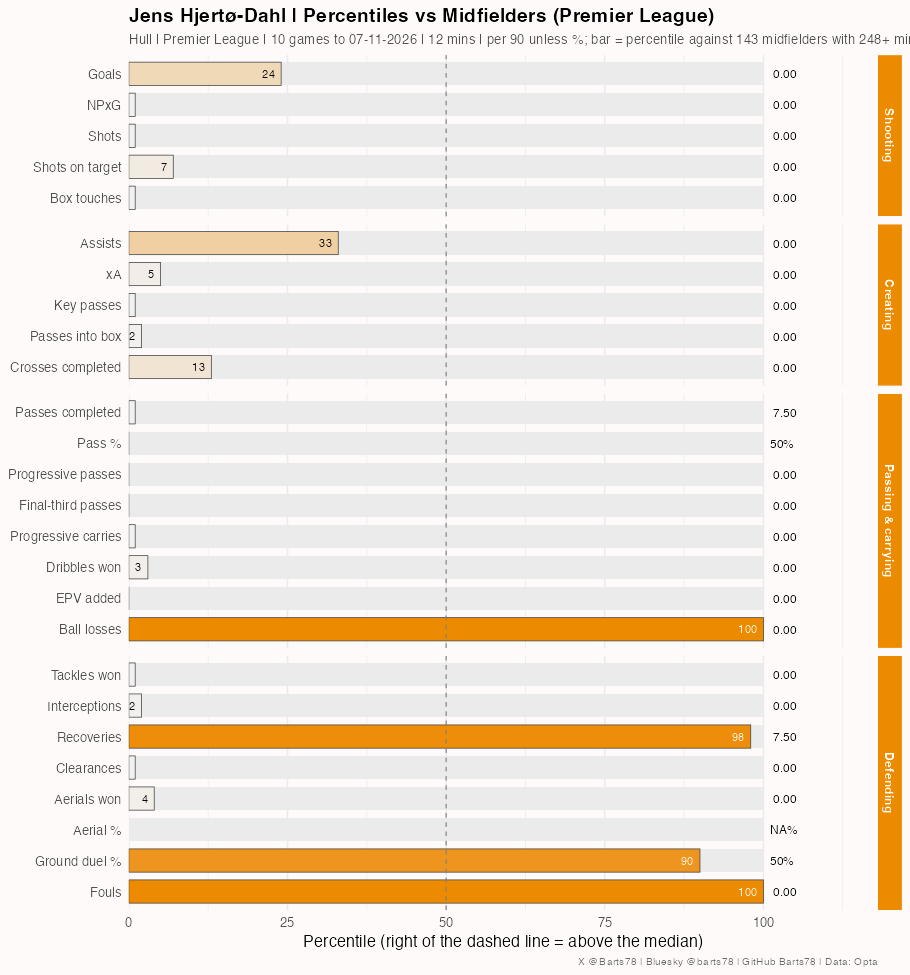 Jens Hjertø-Dahl | Percentiles vs Midfielders (Premier League)
Hull | Premier League | 10 games to 07-11-2026 | 12 mins | per 90 unless %; bar = percentile against 143 midfielders with 248+
Shooting
Goals 24 0.00
NPxG 0.00
Shots 0.00
Shots on target 7 0.00
Box touches 0.00
Creating
Assists 33 0.00
xA 5 0.00
Key passes 0.00
Passes into box 2 0.00
Crosses completed 13 0.00
Passing & carrying
Passes completed 7.50
Pass % 50%
Progressive passes 0.00
Final-third passes 0.00
Progressive carries 0.00
Dribbles won 3 0.00
EPV added 0.00
Ball losses 100 0.00
Defending
Tackles won 0.00
Interceptions 2 0.00
Recoveries 98 7.50
Clearances 0.00
Aerials won 4 0.00
Aerial % NA%
Ground duel % 90 50%
Fouls 100 0.00
0 25 50 75 100
Percentile (right of the dashed line = above the median)
X @Barts78 | Bluesky @barts78 | GitHub Barts78 | Data: Opta